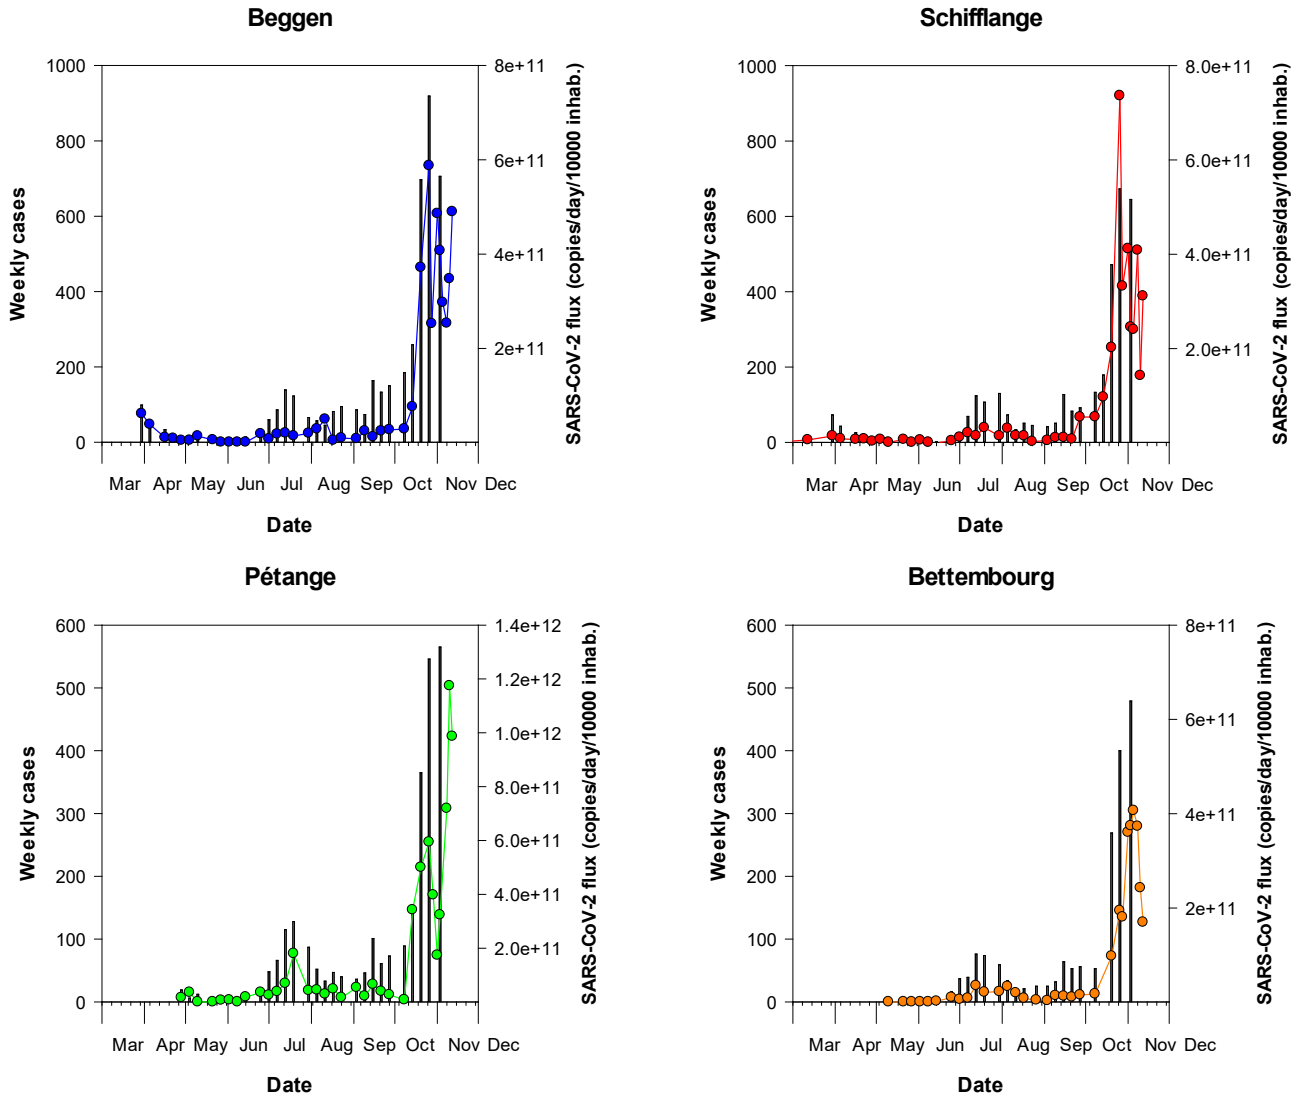 Beggen
1000
800
600
400
200
0
Weekly cases
8e+11
6e+11
4e+11
2e+11
SARS-CoV-2 flux (copies/day/10000 inhab.)
Mar Apr May Jun Jul Aug Sep Oct Nov Dec
Date
Schifflange
1000
800
600
400
200
0
Weekly cases
8.0e+11
6.0e+11
4.0e+11
2.0e+11
SARS-CoV-2 flux (copies/day/10000 inhab.)
Mar Apr May Jun Jul Aug Sep Oct Nov Dec
Date
Pétange
600
500
400
300
200
100
0
Weekly cases
1.4e+12
1.2e+12
1.0e+12
8.0e+11
6.0e+11
4.0e+11
2.0e+11
SARS-CoV-2 flux (copies/day/10000 inhab.)
Mar Apr May Jun Jul Aug Sep Oct Nov Dec
Date
Bettembourg
600
500
400
300
200
100
0
Weekly cases
8e+11
6e+11
4e+11
2e+11
SARS-CoV-2 flux (copies/day/10000 inhab.)
Mar Apr May Jun Jul Aug Sep Oct Nov Dec
Date